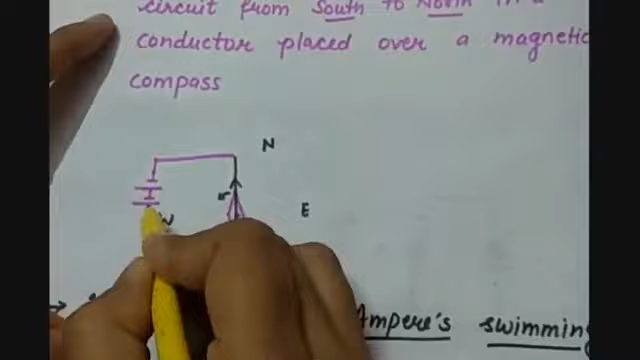 circuit from South to North in a
conductor placed over a magnetic
compass
N
E
W
Ampere's swimming